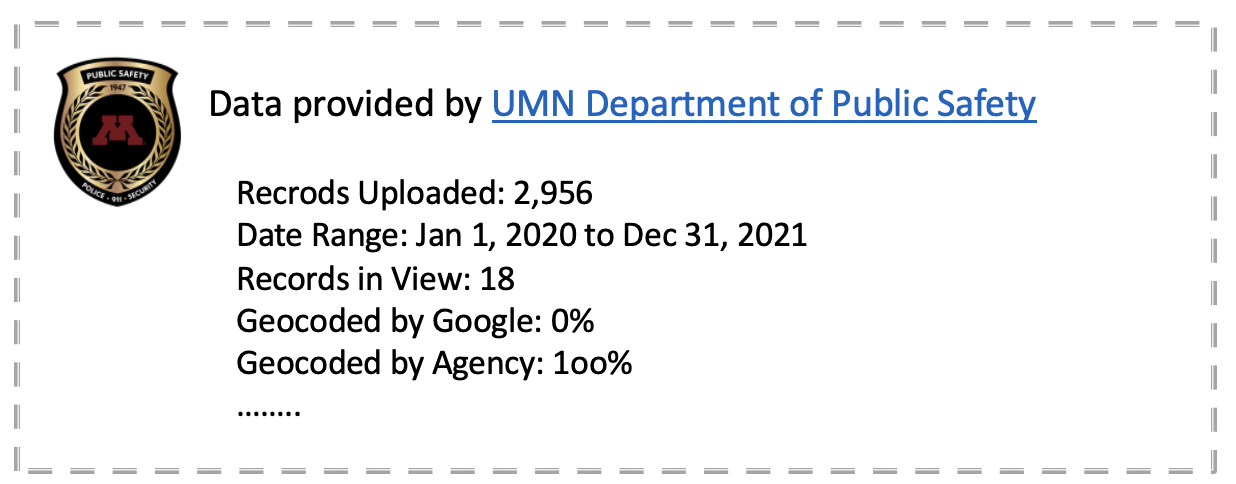 PUBLIC SAFETY
1947
M
POLICE · 911 · SECURITY
Data provided by UMN Department of Public Safety
Recrods Uploaded: 2,956
Date Range: Jan 1, 2020 to Dec 31, 2021
Records in View: 18
Geocoded by Google: 0%
Geocoded by Agency: 1oo%
........